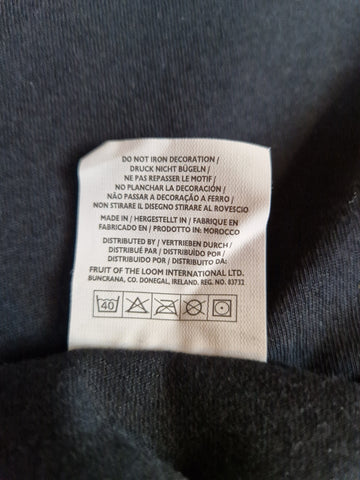 DO NOT IRON DECORATION /
DRUCK NICHT BÜGELN /
NE PAS REPASSER LE MOTIF /
NO PLANCHAR LA DECORACIÓN /
NÃO PASSAR A DECORAÇÃO A FERRO /
NON STIRARE IL DISEGNO STIRARE AL ROVESCIO
MADE IN / HERGESTELLT IN / FABRIQUE EN
FABRICADO EN / PRODOTTO IN: MOROCCO
DISTRIBUTED BY / VERTRIEBEN DURCH /
DISTRIBUÉ PAR / DISTRIBUÍDO POR /
DISTRIBUIDO POR / DISTRIBUITO DA:
FRUIT OF THE LOOM INTERNATIONAL LTD.
BUNCRANA, CO. DONEGAL, IRELAND. REG. NO. 83732
40